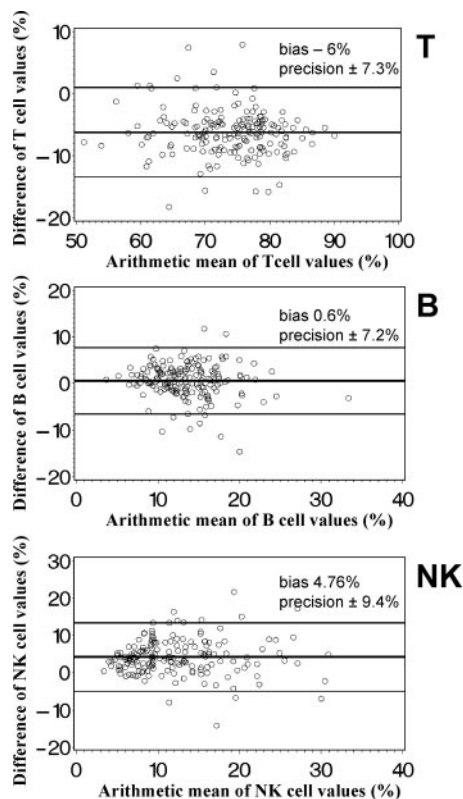 T
bias – 6%
precision ± 7.3%
Difference of T cell values (%)
10
0
−10
−20
50 60 70 80 90 100
Arithmetic mean of Tcell values (%)
B
bias 0.6%
precision ± 7.2%
Difference of B cell values (%)
20
10
0
−10
−20
0 10 20 30 40
Arithmetic mean of B cell values (%)
NK
bias 4.76%
precision ± 9.4%
Difference of NK cell values (%)
30
20
10
0
−10
−20
0 10 20 30 40
Arithmetic mean of NK cell values (%)